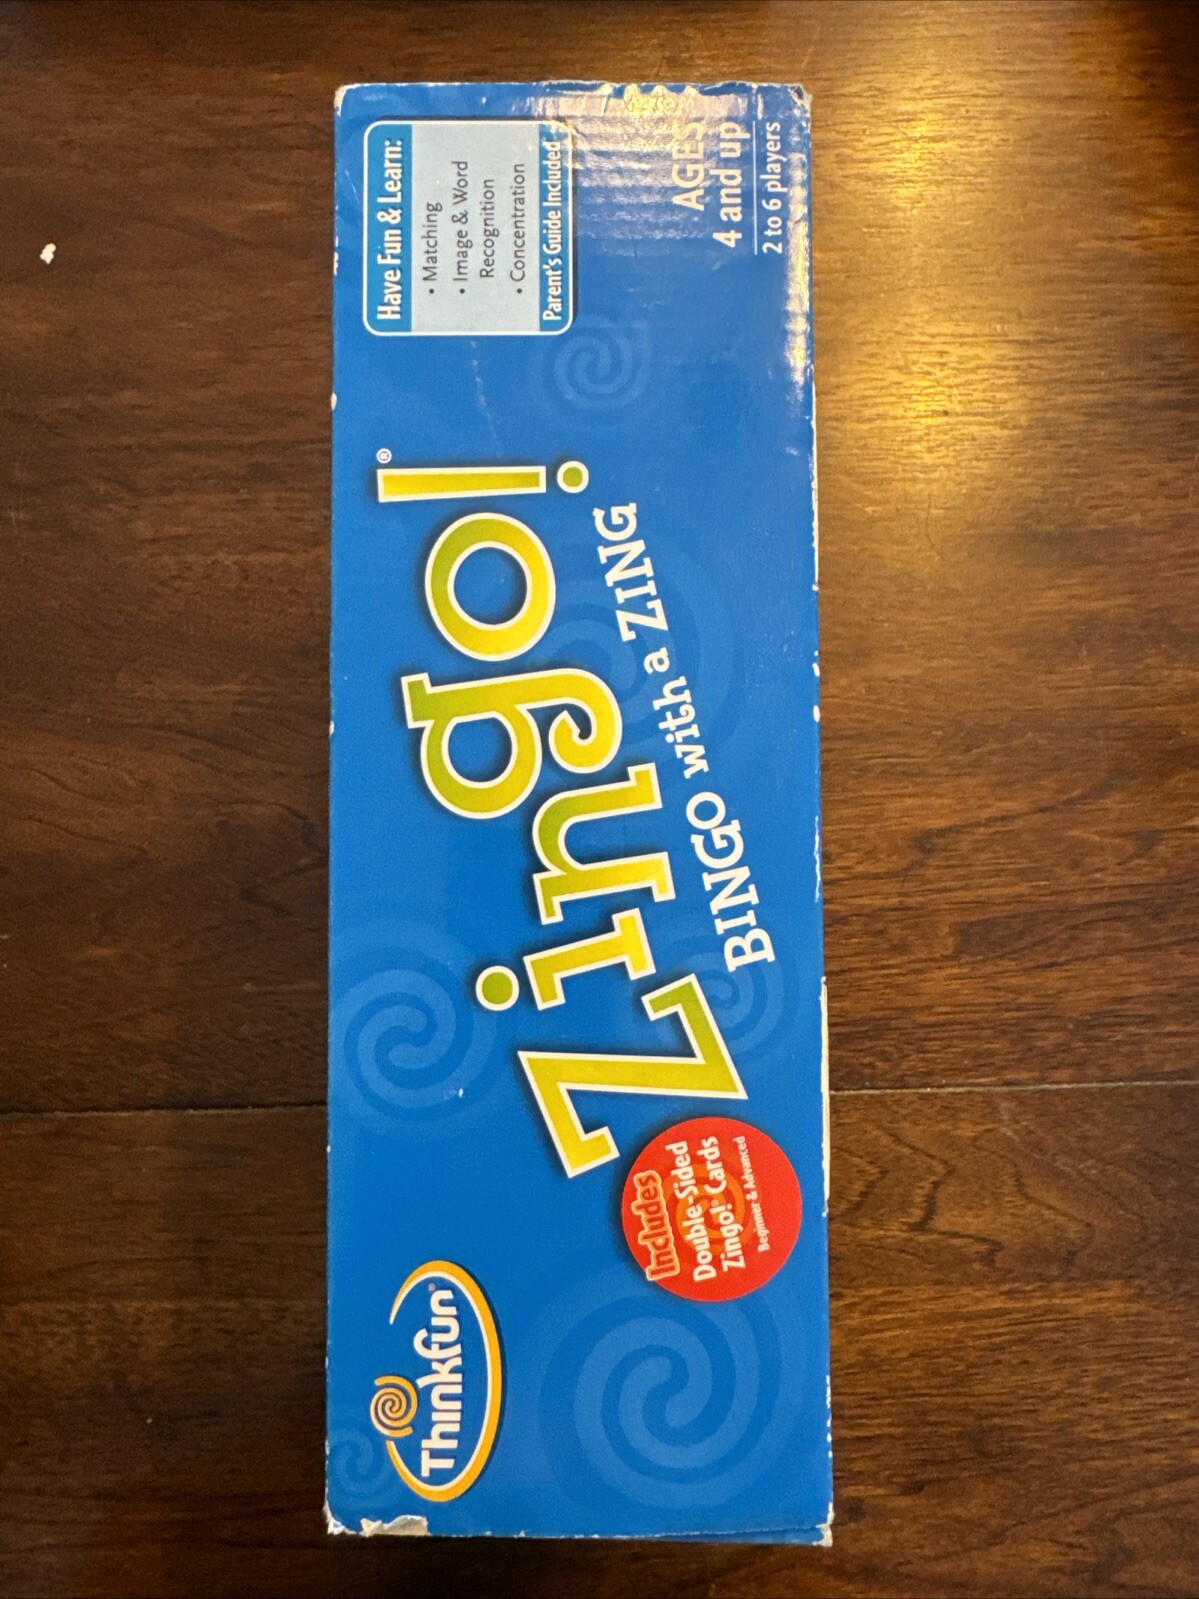 Thinkfun®
Zingo!®
BINGO with a ZING
Includes
Double-Sided
Zingo!® Cards
Beginner & Advanced
Have Fun & Learn:
• Matching
• Image & Word
Recognition
• Concentration
Parent's Guide Included
AGES
4 and up
2 to 6 players